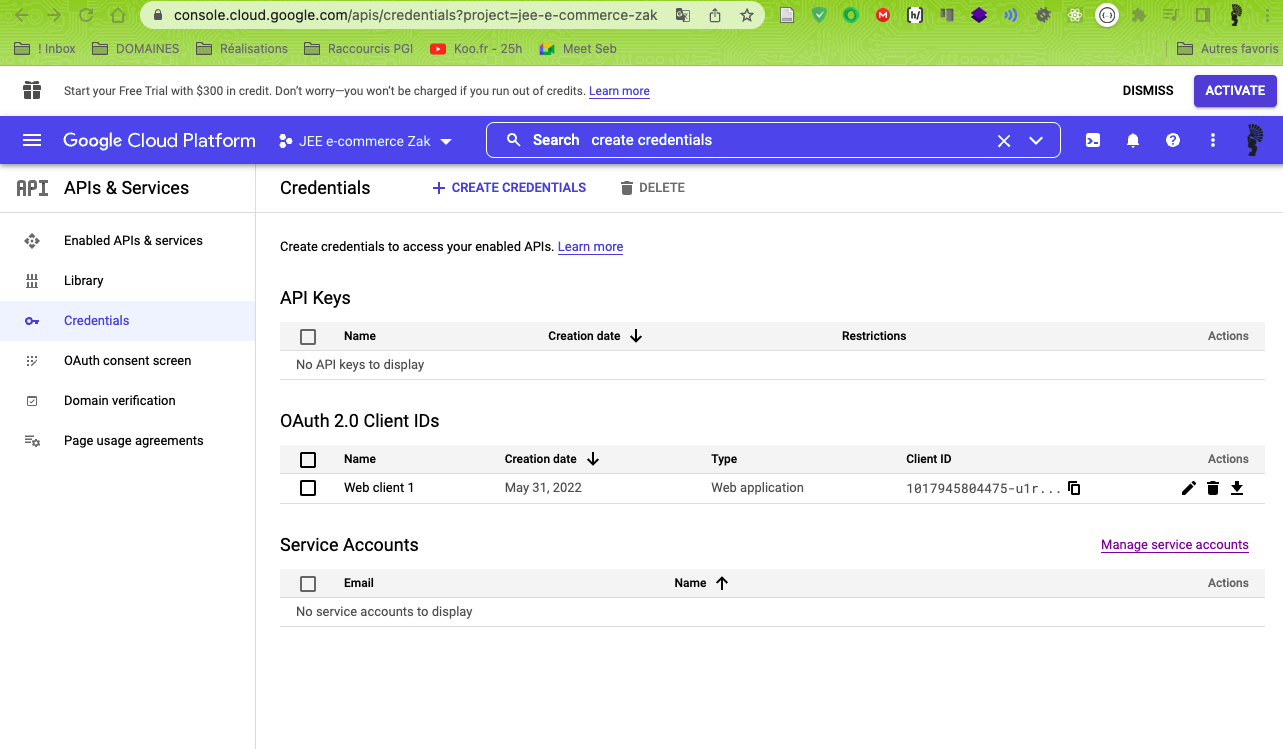 console.cloud.google.com/apis/credentials?project=jee-e-commerce-zak
! Inbox DOMAINES Réalisations Raccourcis PGI Koo.fr - 25h Meet Seb Autres favoris
Start your Free Trial with $300 in credit. Don’t worry—you won’t be charged if you run out of credits. Learn more DISMISS ACTIVATE
Google Cloud Platform JEE e-commerce Zak Search create credentials
API APIs & Services Credentials + CREATE CREDENTIALS DELETE
Enabled APIs & services
Library
Credentials
OAuth consent screen
Domain verification
Page usage agreements
Create credentials to access your enabled APIs. Learn more
API Keys
Name Creation date Restrictions Actions
No API keys to display
OAuth 2.0 Client IDs
Name Creation date Type Client ID Actions
Web client 1 May 31, 2022 Web application 1017945804475-u1r...
Service Accounts Manage service accounts
Email Name Actions
No service accounts to display